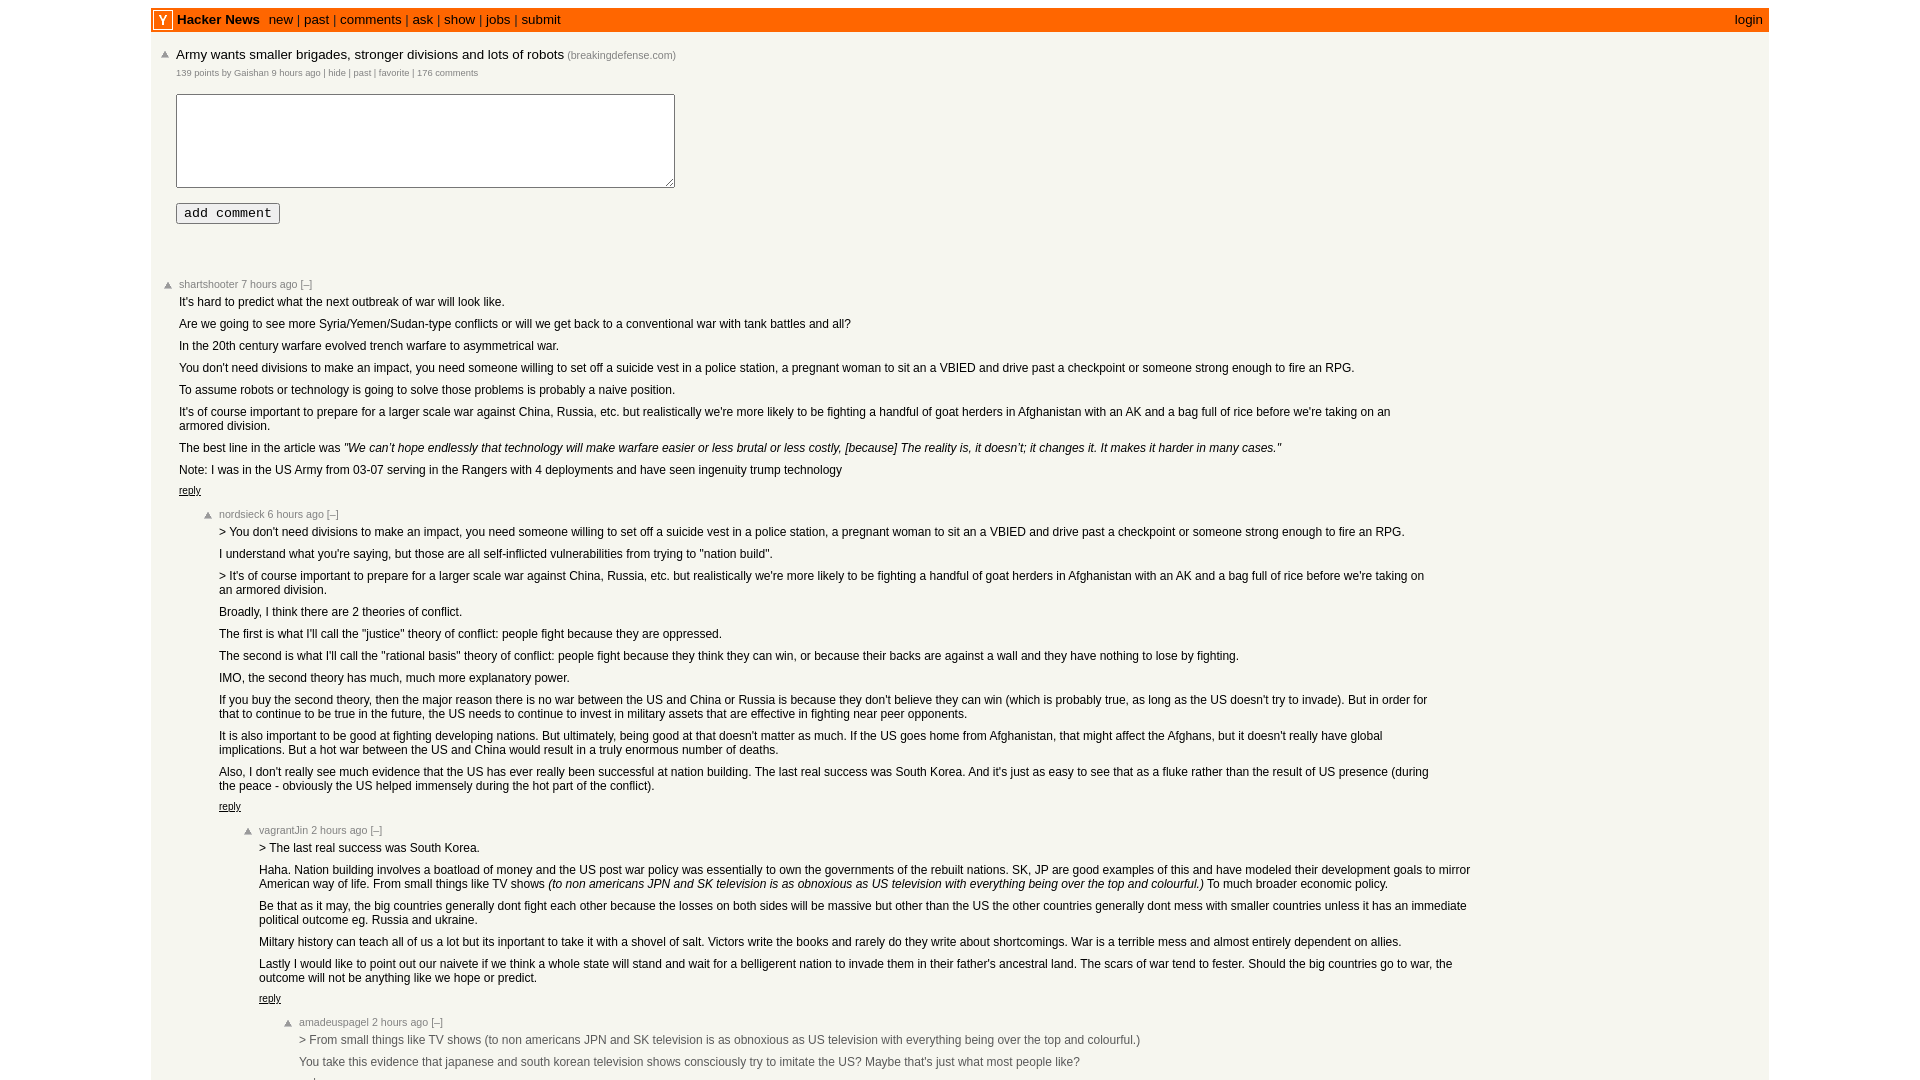 Y Hacker News new | past | comments | ask | show | jobs | submit login
Army wants smaller brigades, stronger divisions and lots of robots (breakingdefense.com)
139 points by Gaishan 9 hours ago | hide | past | favorite | 176 comments
add comment
shartshooter 7 hours ago [–]
It's hard to predict what the next outbreak of war will look like.
Are we going to see more Syria/Yemen/Sudan-type conflicts or will we get back to a conventional war with tank battles and all?
In the 20th century warfare evolved trench warfare to asymmetrical war.
You don't need divisions to make an impact, you need someone willing to set off a suicide vest in a police station, a pregnant woman to sit an a VBIED and drive past a checkpoint or someone strong enough to fire an RPG.
To assume robots or technology is going to solve those problems is probably a naive position.
It's of course important to prepare for a larger scale war against China, Russia, etc. but realistically we're more likely to be fighting a handful of goat herders in Afghanistan with an AK and a bag full of rice before we're taking on an
armored division.
The best line in the article was "We can't hope endlessly that technology will make warfare easier or less brutal or less costly, [because] The reality is, it doesn't; it changes it. It makes it harder in many cases."
Note: I was in the US Army from 03-07 serving in the Rangers with 4 deployments and have seen ingenuity trump technology
reply
nordsieck 6 hours ago [–]
> You don't need divisions to make an impact, you need someone willing to set off a suicide vest in a police station, a pregnant woman to sit an a VBIED and drive past a checkpoint or someone strong enough to fire an RPG.
I understand what you're saying, but those are all self-inflicted vulnerabilities from trying to "nation build".
> It's of course important to prepare for a larger scale war against China, Russia, etc. but realistically we're more likely to be fighting a handful of goat herders in Afghanistan with an AK and a bag full of rice before we're taking on
an armored division.
Broadly, I think there are 2 theories of conflict.
The first is what I'll call the "justice" theory of conflict: people fight because they are oppressed.
The second is what I'll call the "rational basis" theory of conflict: people fight because they think they can win, or because their backs are against a wall and they have nothing to lose by fighting.
IMO, the second theory has much, much more explanatory power.
If you buy the second theory, then the major reason there is no war between the US and China or Russia is because they don't believe they can win (which is probably true, as long as the US doesn't try to invade). But in order for
that to continue to be true in the future, the US needs to continue to invest in military assets that are effective in fighting near peer opponents.
It is also important to be good at fighting developing nations. But ultimately, being good at that doesn't matter as much. If the US goes home from Afghanistan, that might affect the Afghans, but it doesn't really have global
implications. But a hot war between the US and China would result in a truly enormous number of deaths.
Also, I don't really see much evidence that the US has ever really been successful at nation building. The last real success was South Korea. And it's just as easy to see that as a fluke rather than the result of US presence (during
the peace - obviously the US helped immensely during the hot part of the conflict).
reply
vagrantJin 2 hours ago [–]
> The last real success was South Korea.
Haha. Nation building involves a boatload of money and the US post war policy was essentially to own the governments of the rebuilt nations. SK, JP are good examples of this and have modeled their development goals to mirror
American way of life. From small things like TV shows (to non americans JPN and SK television is as obnoxious as US television with everything being over the top and colourful.) To much broader economic policy.
Be that as it may, the big countries generally dont fight each other because the losses on both sides will be massive but other than the US the other countries generally dont mess with smaller countries unless it has an immediate
political outcome eg. Russia and ukraine.
Miltary history can teach all of us a lot but its inportant to take it with a shovel of salt. Victors write the books and rarely do they write about shortcomings. War is a terrible mess and almost entirely dependent on allies.
Lastly I would like to point out our naivete if we think a whole state will stand and wait for a belligerent nation to invade them in their father's ancestral land. The scars of war tend to fester. Should the big countries go to war, the
outcome will not be anything like we hope or predict.
reply
amadeuspagel 2 hours ago [–]
> From small things like TV shows (to non americans JPN and SK television is as obnoxious as US television with everything being over the top and colourful.)
You take this evidence that japanese and south korean television shows consciously try to imitate the US? Maybe that's just what most people like?